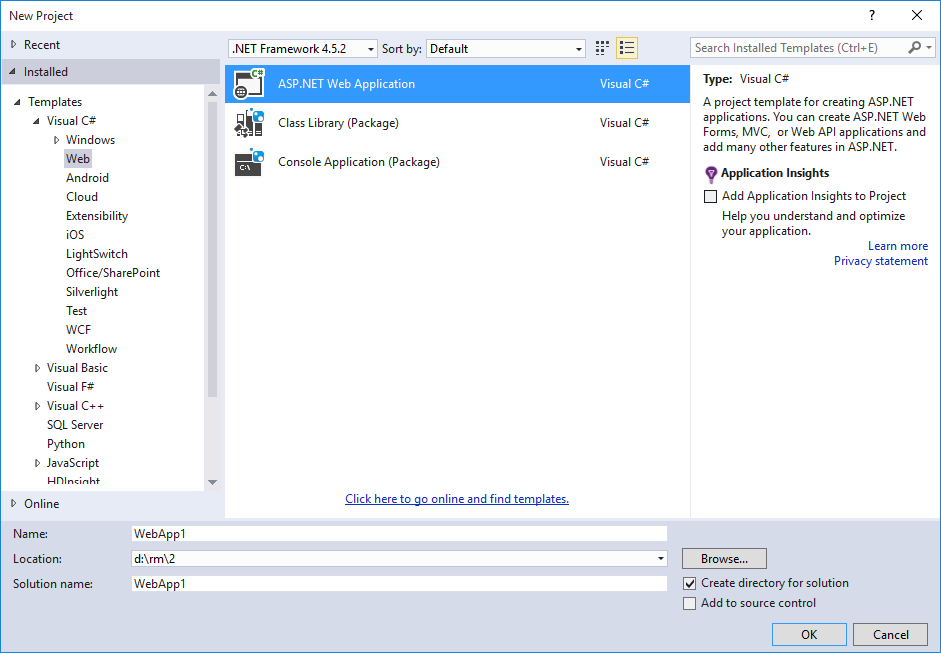 New Project
?
Recent
Installed
Templates
Visual C#
Windows
Web
Android
Cloud
Extensibility
iOS
LightSwitch
Office/SharePoint
Silverlight
Test
WCF
Workflow
Visual Basic
Visual F#
Visual C++
SQL Server
Python
JavaScript
HDInsight
Online
.NET Framework 4.5.2
Sort by: Default
Search Installed Templates (Ctrl+E)
C#
ASP.NET Web Application Visual C#
Class Library (Package) Visual C#
C:\
Console Application (Package) Visual C#
Click here to go online and find templates.
Type: Visual C#
A project template for creating ASP.NET
applications. You can create ASP.NET Web
Forms, MVC, or Web API applications and
add many other features in ASP.NET.
Application Insights
Add Application Insights to Project
Help you understand and optimize
your application.
Learn more
Privacy statement
Name: WebApp1
Location: d:\rm\2
Browse...
Solution name: WebApp1
Create directory for solution
Add to source control
OK
Cancel